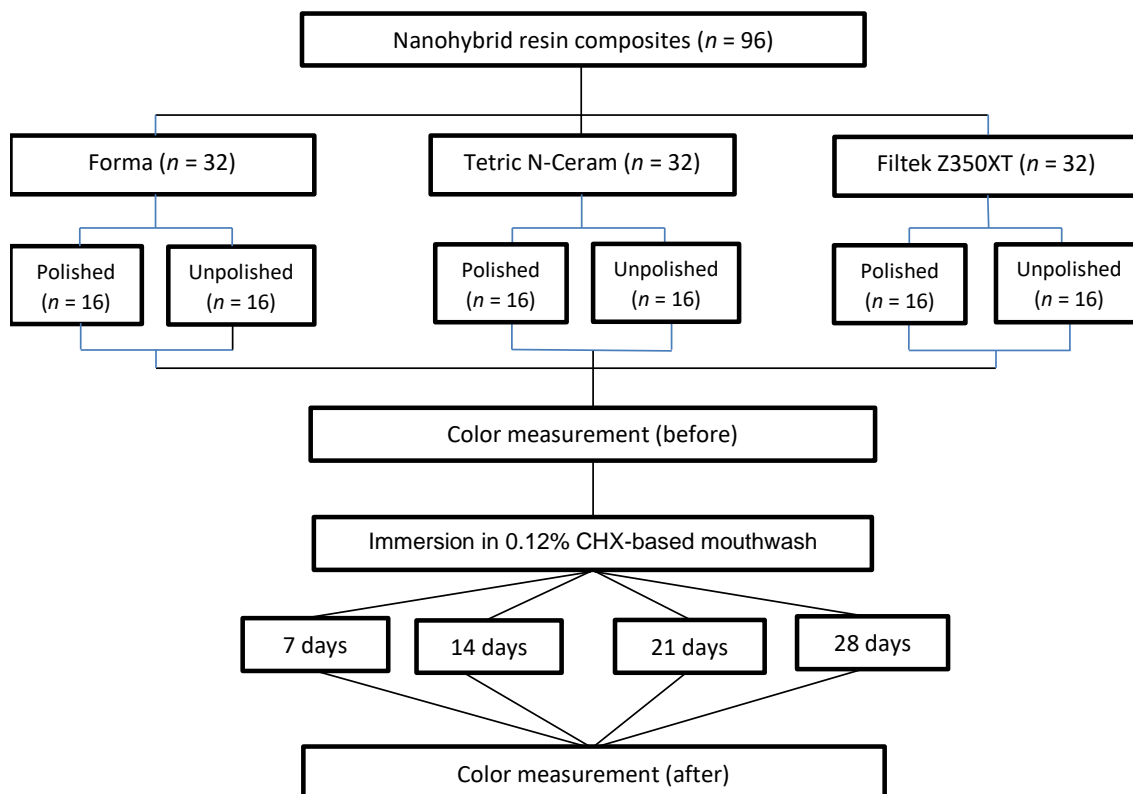 Nanohybrid resin composites (n = 96)
Forma (n = 32)
Tetric N-Ceram (n = 32)
Filtek Z350XT (n = 32)
Polished
(n = 16)
Unpolished
(n = 16)
Polished
(n = 16)
Unpolished
(n = 16)
Polished
(n = 16)
Unpolished
(n = 16)
Color measurement (before)
Immersion in 0.12% CHX-based mouthwash
7 days
14 days
21 days
28 days
Color measurement (after)